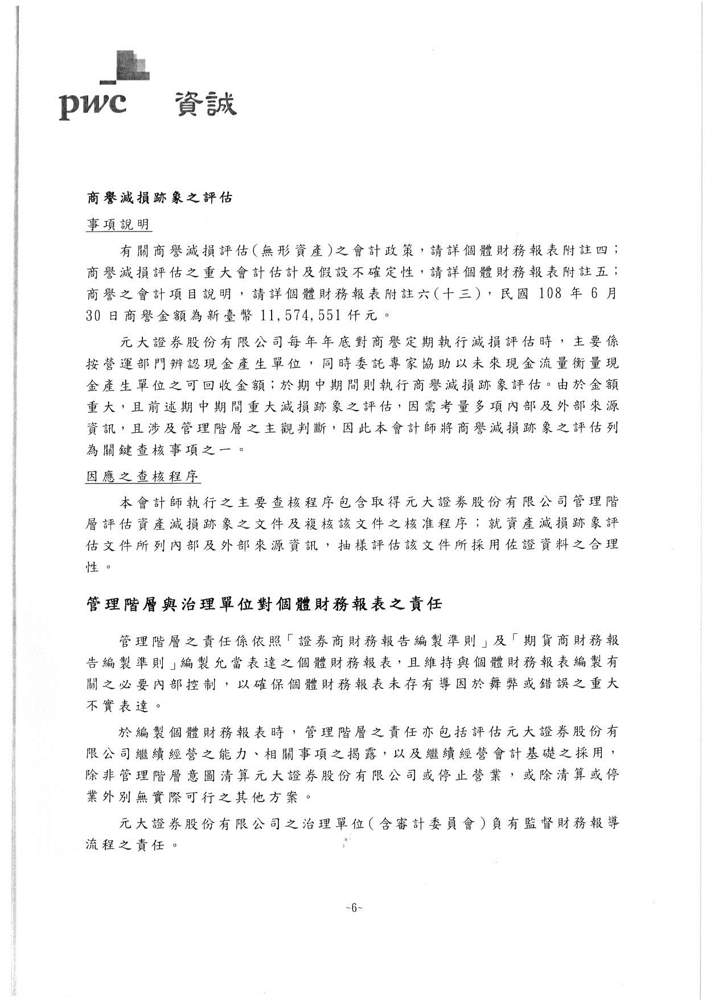 pwc 資誠
商譽減損跡象之評估
事項說明
有關商譽減損評估(無形資產)之會計政策，請詳個體財務報表附註四；
商譽減損評估之重大會計估計及假設不確定性，請詳個體財務報表附註五；
商譽之會計項目說明，請詳個體財務報表附註六(十三)，民國 108 年 6 月
30 日商譽金額為新臺幣 11,574,551 仟元。
元大證券股份有限公司每年年底對商譽定期執行減損評估時，主要係
按營運部門辨認現金產生單位，同時委託專家協助以未來現金流量衡量現
金產生單位之可回收金額；於期中期間則執行商譽減損跡象評估。由於金額
重大，且前述期中期間重大減損跡象之評估，因需考量多項內部及外部來源
資訊，且涉及管理階層之主觀判斷，因此本會計師將商譽減損跡象之評估列
為關鍵查核事項之一。
因應之查核程序
本會計師執行之主要查核程序包含取得元大證券股份有限公司管理階
層評估資產減損跡象之文件及複核該文件之核准程序；就資產減損跡象評
估文件所列內部及外部來源資訊，抽樣評估該文件所採用佐證資料之合理
性。
管理階層與治理單位對個體財務報表之責任
管理階層之責任係依照「證券商財務報告編製準則」及「期貨商財務報
告編製準則」編製允當表達之個體財務報表，且維持與個體財務報表編製有
關之必要內部控制，以確保個體財務報表未存有導因於舞弊或錯誤之重大
不實表達。
於編製個體財務報表時，管理階層之責任亦包括評估元大證券股份有
限公司繼續經營之能力、相關事項之揭露，以及繼續經營會計基礎之採用，
除非管理階層意圖清算元大證券股份有限公司或停止營業，或除清算或停
業外別無實際可行之其他方案。
元大證券股份有限公司之治理單位(含審計委員會)負有監督財務報導
流程之責任。
~6~